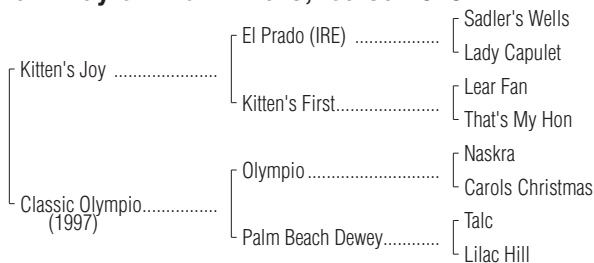 Sadler's Wells
El Prado (IRE) ...................
Lady Capulet
Kitten's Joy .......................
Lear Fan
Kitten's First.......................
That's My Hon
Naskra
Olympio.............................
Carols Christmas
Classic Olympio.................
(1997)
Talc
Palm Beach Dewey............
Lilac Hill